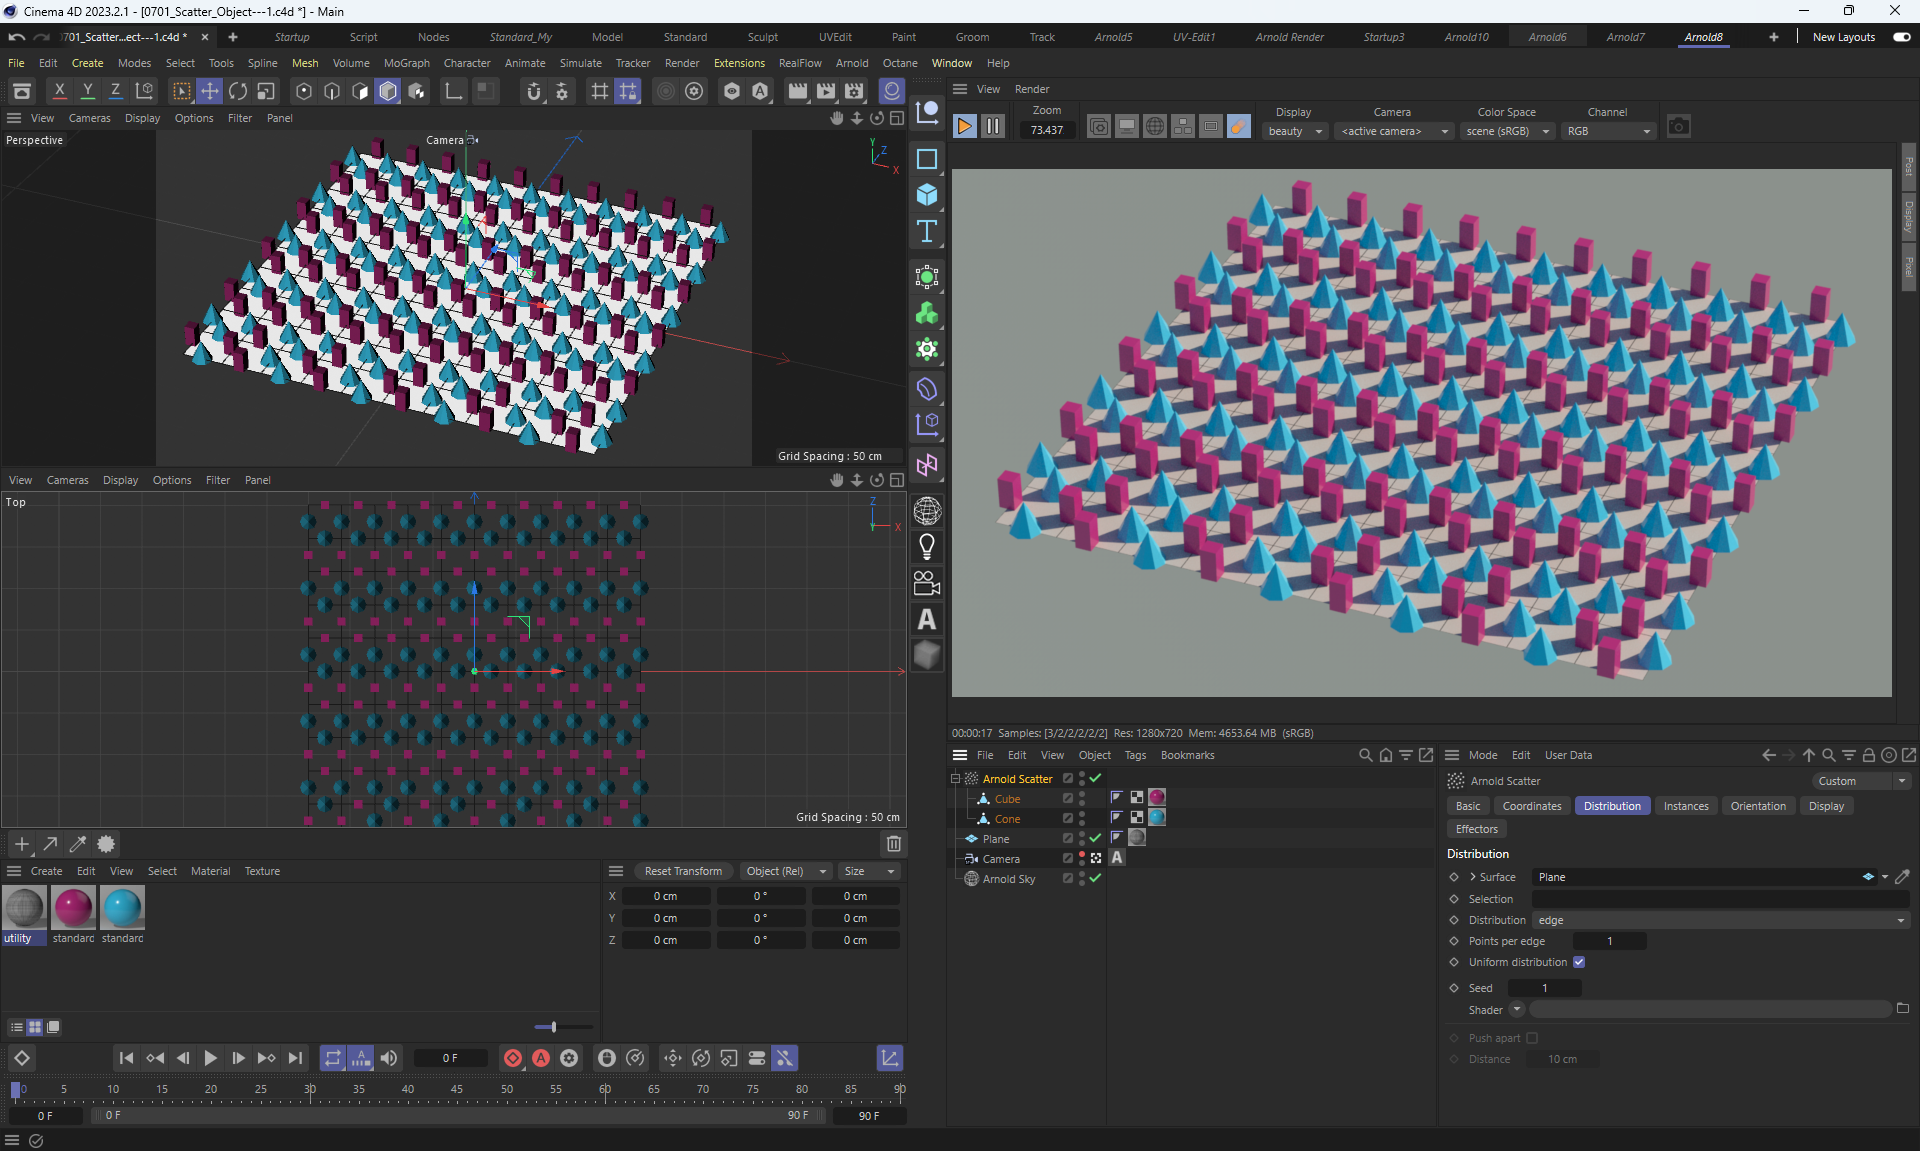 Cinema 4D 2023.2.1 - [0701_Scatter_Object---1.c4d *] - Main
701_Scatter...ect---1.c4d *
Startup Script Nodes Standard_My Model Standard Sculpt UVEdit Paint Groom Track Arnold5 UV-Edit1 Arnold Render Startup3 Arnold10 Arnold6 Arnold7 Arnold8 New Layouts
File Edit Create Modes Select Tools Spline Mesh Volume MoGraph Character Animate Simulate Tracker Render Extensions RealFlow Arnold Octane Window Help
X Y Z
View Render
View Cameras Display Options Filter Panel
Zoom Display Camera Color Space Channel
73.437 beauty <active camera> scene (sRGB) RGB
Perspective
Camera
Y Z X
Post
Display
Pixel
Grid Spacing : 50 cm
View Cameras Display Options Filter Panel
Top
Z Y X
Grid Spacing : 50 cm
00:00:17 Samples: [3/2/2/2/2/2] Res: 1280x720 Mem: 4653.64 MB (sRGB)
File Edit View Object Tags Bookmarks
Arnold Scatter
Cube
Cone
Plane
Camera
Arnold Sky
Mode Edit User Data
Arnold Scatter Custom
Basic Coordinates Distribution Instances Orientation Display
Effectors
Distribution
Surface Plane
Selection
Distribution edge
Points per edge 1
Uniform distribution
Seed 1
Shader
Push apart
Distance 10 cm
Create Edit View Select Material Texture
utility standard standard
Reset Transform Object (Rel) Size
X 0 cm 0 ° 0 cm
Y 0 cm 0 ° 0 cm
Z 0 cm 0 ° 0 cm
0 F
0 5 10 15 20 25 30 35 40 45 50 55 60 65 70 75 80 85 90
0 F 0 F 90 F 90 F